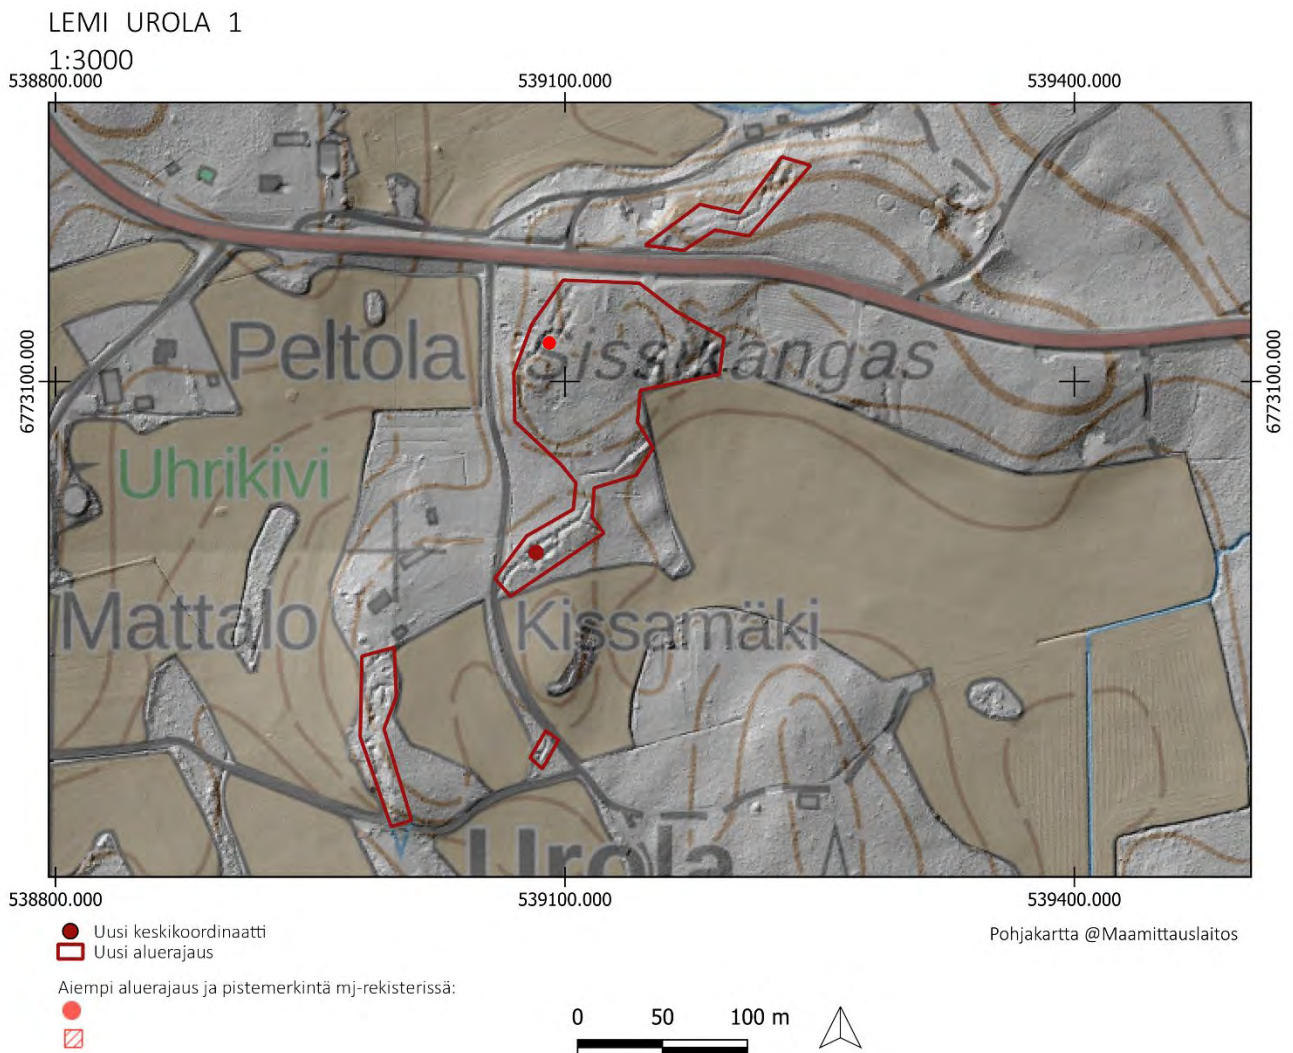 LEMI UROLA 1
1:3000
538800.000 539100.000 539400.000
6773100.000 6773100.000
Peltola Sissikangas
Uhrikivi
Mattalo Kissamäki
Urola
538800.000 539100.000 539400.000
Uusi keskikoordinaatti
Pohjakartta @Maamittauslaitos
Uusi aluerajaus
Aiempi aluerajaus ja pistemerkintä mj-rekisterissä:
0 50 100 m